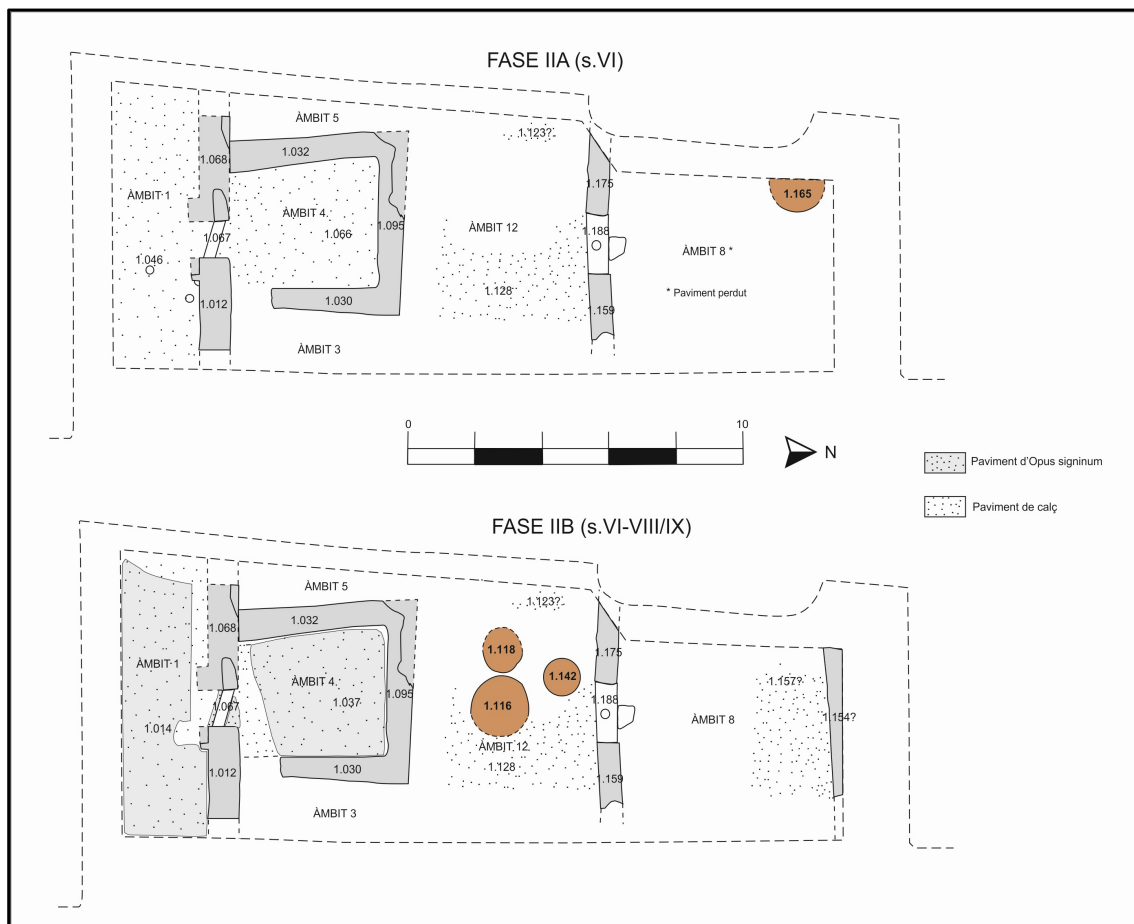 FASE IIA (s.VI)
ÀMBIT 5
1.123?
1.068
1.032
1.175
ÀMBIT 1
1.165
ÀMBIT 4
1.095
ÀMBIT 12
1.188
1.067
1.066
ÀMBIT 8 *
1.046
1.128
* Paviment perdut
1.012
1.030
1.159
ÀMBIT 3
0
10
N
Paviment d'Opus signinum
Paviment de calç
FASE IIB (s.VI-VIII/IX)
ÀMBIT 5
1.123?
1.068
1.032
1.118
1.175
ÀMBIT 1
1.142
ÀMBIT 4
1.157?
1.095
1.067
1.037
1.116
1.188
ÀMBIT 8
1.154?
1.014
ÀMBIT 12
1.012
1.030
1.128
1.159
ÀMBIT 3